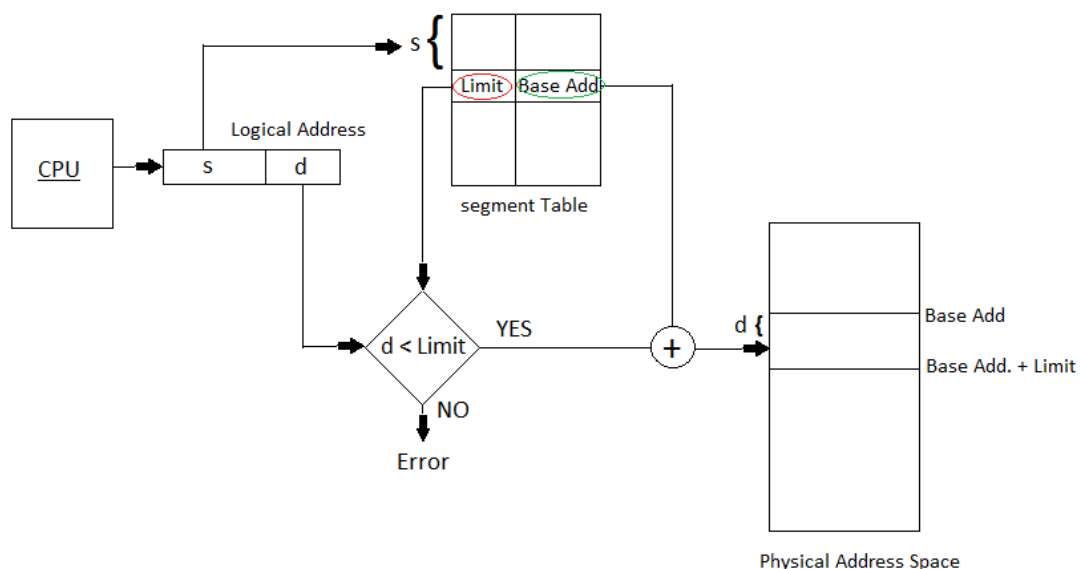 s {
Limit Base Add
Logical Address
CPU
s d
segment Table
Base Add
YES
d {
d < Limit
+
Base Add. + Limit
NO
Error
Physical Address Space